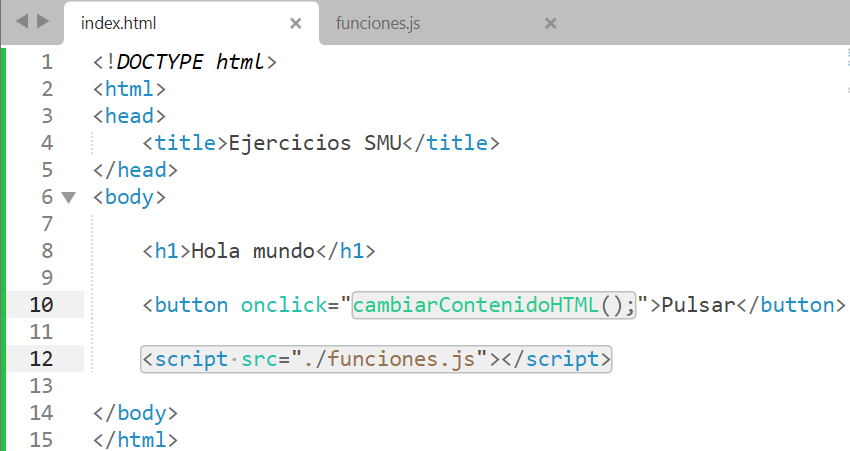 index.html × funciones.js ×
1 <!DOCTYPE html>
2 <html>
3 <head>
4 <title>Ejercicios SMU</title>
5 </head>
6 <body>
7
8 <h1>Hola mundo</h1>
9
10 <button onclick="cambiarContenidoHTML();">Pulsar</button>
11
12 <script src="./funciones.js"></script>
13
14 </body>
15 </html>